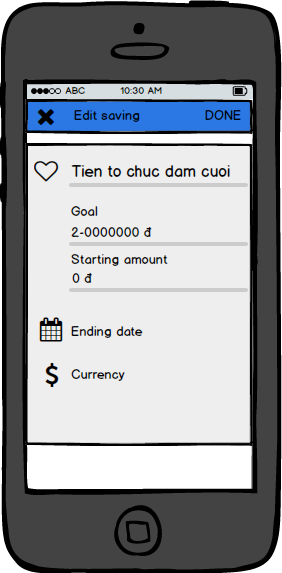 ABC 10:30 AM
Edit saving DONE
Tien to chuc dam cuoi
Goal
2-0000000 đ
Starting amount
0 đ
Ending date
$ Currency